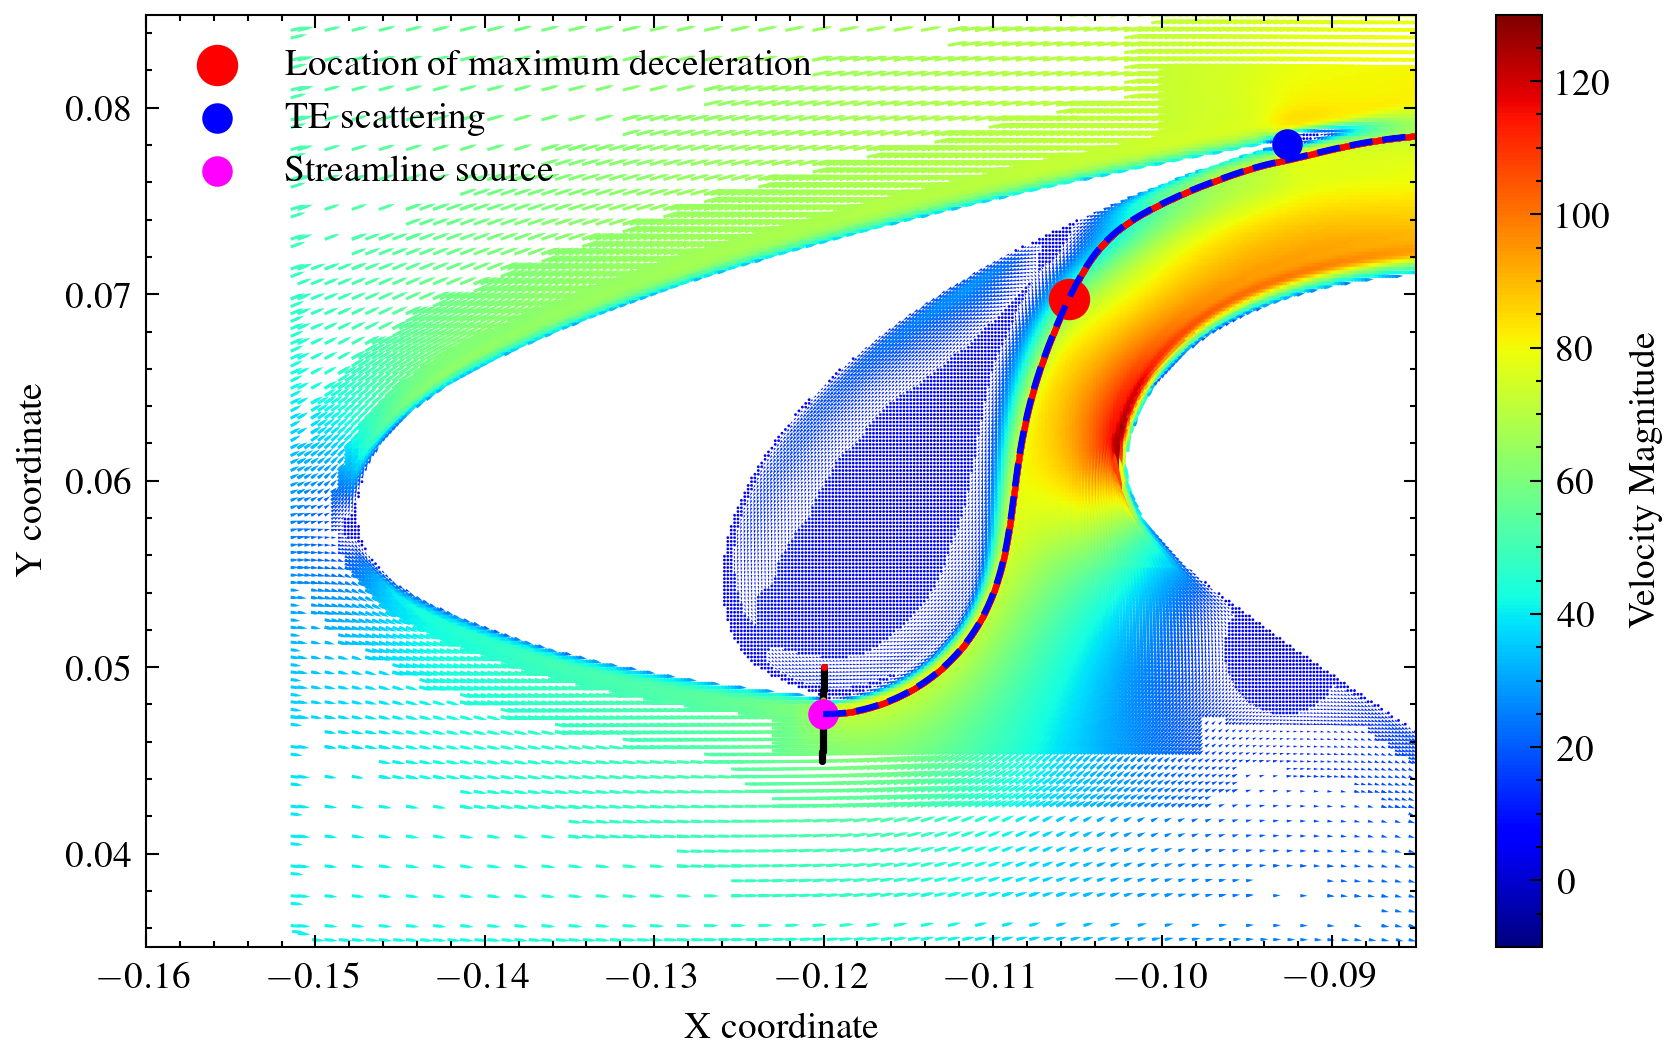 Location of maximum deceleration
TE scattering
Streamline source
0.08
0.07
0.06
0.05
0.04
Y coordinate
−0.16 −0.15 −0.14 −0.13 −0.12 −0.11 −0.10 −0.09
X coordinate
120
100
80
60
40
20
0
Velocity Magnitude